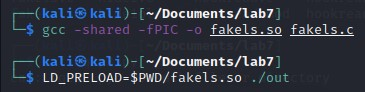 ┌──(kali㉿kali)-[~/Documents/lab7]
└─$ gcc -shared -fPIC -o fakels.so fakels.c
┌──(kali㉿kali)-[~/Documents/lab7]
└─$ LD_PRELOAD=$PWD/fakels.so ./out